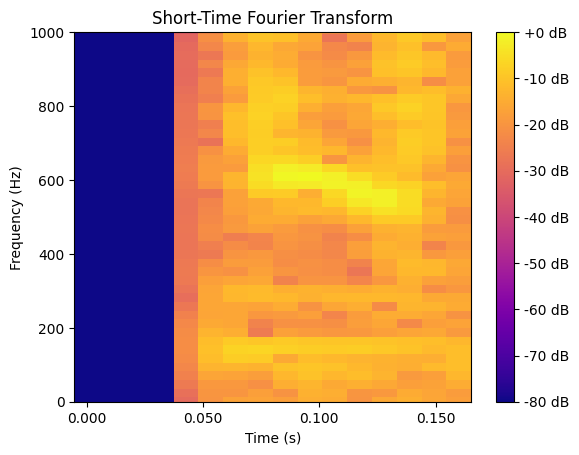 Short-Time Fourier Transform
1000
800
600
400
200
0
Frequency (Hz)
0.000
0.050
0.100
0.150
Time (s)
+0 dB
-10 dB
-20 dB
-30 dB
-40 dB
-50 dB
-60 dB
-70 dB
-80 dB